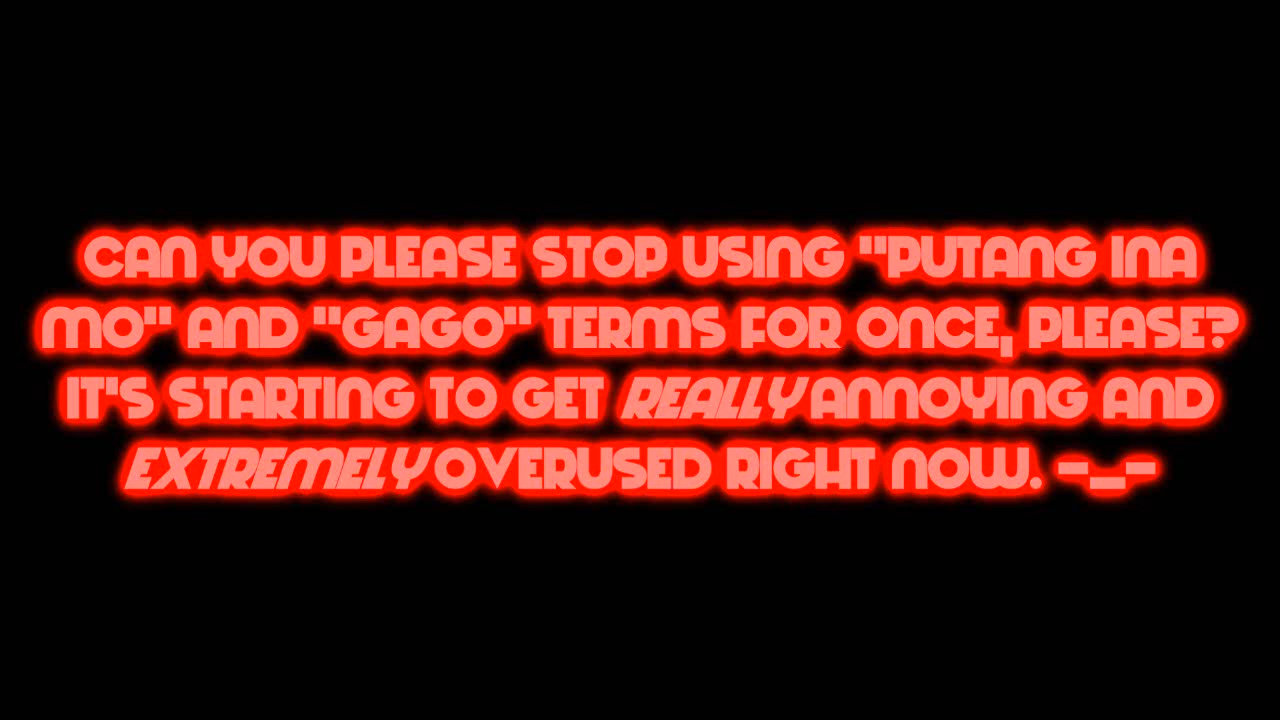 CAN YOU PLEASE STOP USING "PUTANG INA
MO" AND "GAGO" TERMS FOR ONCE, PLEASE?
IT'S STARTING TO GET REALLY ANNOYING AND
EXTREMELY OVERUSED RIGHT NOW. -_-